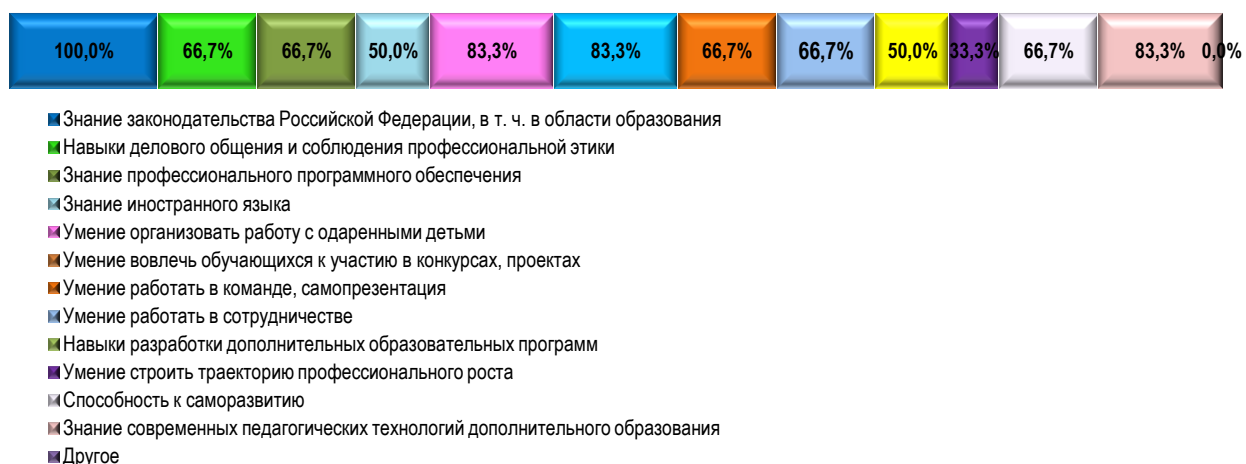 100,0% 66,7% 66,7% 50,0% 83,3% 83,3% 66,7% 66,7% 50,0% 33,3% 66,7% 83,3% 0,0%
Знание законодательства Российской Федерации, в т. ч. в области образования
Навыки делового общения и соблюдения профессиональной этики
Знание профессионального программного обеспечения
Знание иностранного языка
Умение организовать работу с одаренными детьми
Умение вовлечь обучающихся к участию в конкурсах, проектах
Умение работать в команде, самопрезентация
Умение работать в сотрудничестве
Навыки разработки дополнительных образовательных программ
Умение строить траекторию профессионального роста
Способность к саморазвитию
Знание современных педагогических технологий дополнительного образования
Другое